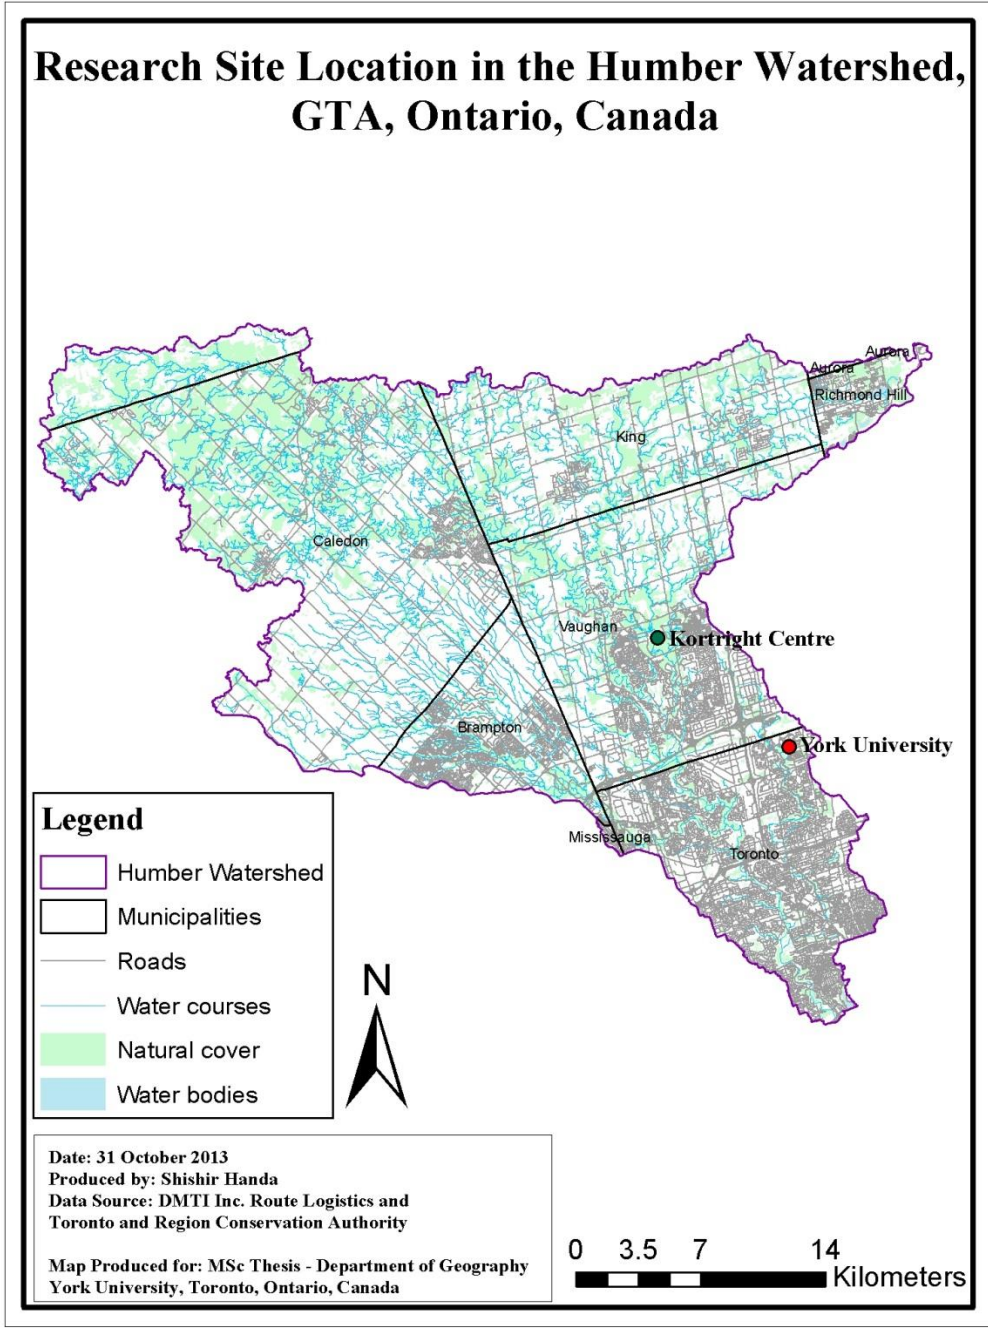 Research Site Location in the Humber Watershed,
GTA, Ontario, Canada
Aurora
Aurora
Richmond Hill
King
Caledon
Vaughan
Kortright Centre
Brampton
York University
Mississauga
Toronto
Legend
Humber Watershed
Municipalities
Roads
Water courses
Natural cover
Water bodies
N
Date: 31 October 2013
Produced by: Shishir Handa
Data Source: DMTI Inc. Route Logistics and
Toronto and Region Conservation Authority
Map Produced for: MSc Thesis - Department of Geography
York University, Toronto, Ontario, Canada
0 3.5 7 14
Kilometers